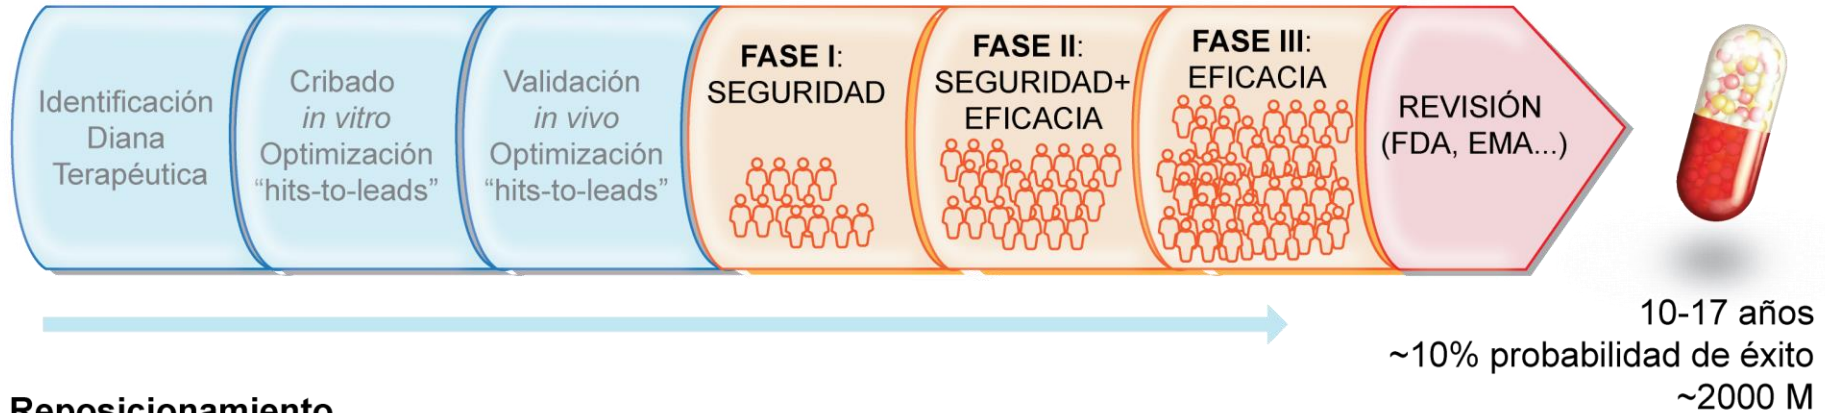 Identificación
Diana
Terapéutica
Cribado
in vitro
Optimización
“hits-to-leads”
Validación
in vivo
Optimización
“hits-to-leads”
FASE I:
SEGURIDAD
FASE II:
SEGURIDAD+
EFICACIA
FASE III:
EFICACIA
REVISIÓN
(FDA, EMA...)
10-17 años
~10% probabilidad de éxito
~2000 M
Reposicionamiento